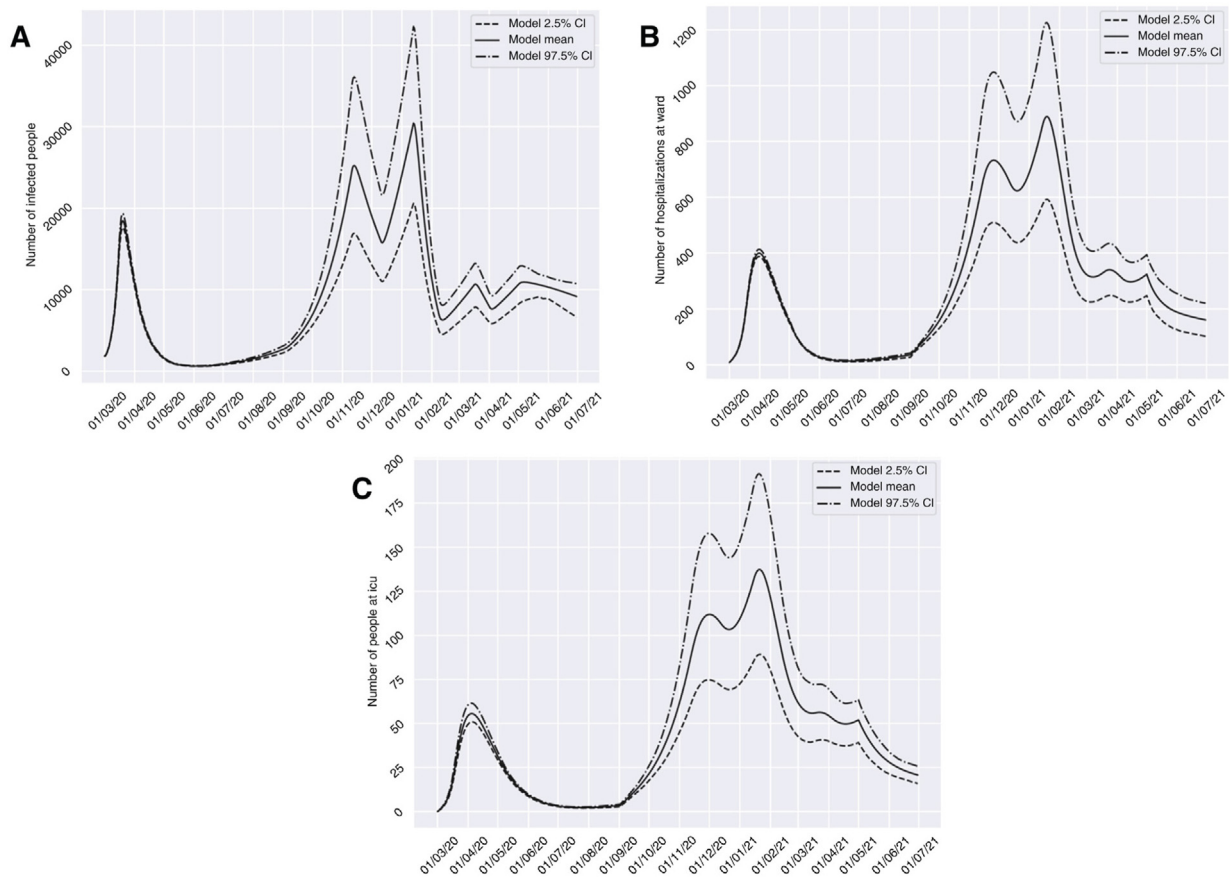 A
Number of infected people
40000
30000
20000
10000
0
Model 2.5% CI
Model mean
Model 97.5% CI
01/03/20 01/04/20 01/05/20 01/06/20 01/07/20 01/08/20 01/09/20 01/10/20 01/11/20 01/12/20 01/01/21 01/02/21 01/03/21 01/04/21 01/05/21 01/06/21 01/07/21
B
Number of hospitalizations at ward
1200
1000
800
600
400
200
0
Model 2.5% CI
Model mean
Model 97.5% CI
01/03/20 01/04/20 01/05/20 01/06/20 01/07/20 01/08/20 01/09/20 01/10/20 01/11/20 01/12/20 01/01/21 01/02/21 01/03/21 01/04/21 01/05/21 01/06/21 01/07/21
C
Number of people at icu
200
175
150
125
100
75
50
25
0
Model 2.5% CI
Model mean
Model 97.5% CI
01/03/20 01/04/20 01/05/20 01/06/20 01/07/20 01/08/20 01/09/20 01/10/20 01/11/20 01/12/20 01/01/21 01/02/21 01/03/21 01/04/21 01/05/21 01/06/21 01/07/21